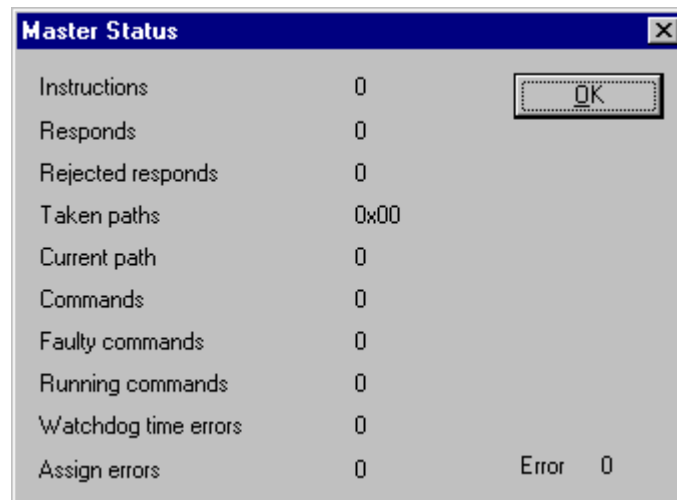 Master Status
Instructions 0
OK
Responds 0
Rejected responds 0
Taken paths 0x00
Current path 0
Commands 0
Faulty commands 0
Running commands 0
Watchdog time errors 0
Assign errors 0 Error 0